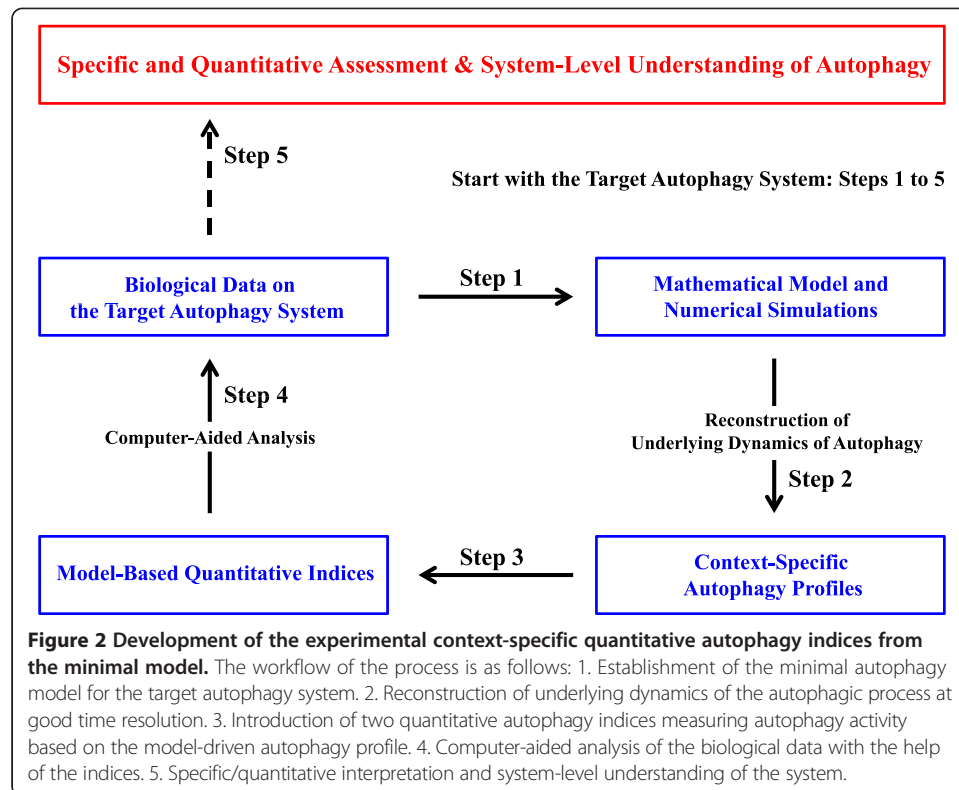 Specific and Quantitative Assessment & System-Level Understanding of Autophagy
Step 5
Start with the Target Autophagy System: Steps 1 to 5
Biological Data on
the Target Autophagy System
Step 1
Mathematical Model and
Numerical Simulations
Step 4
Computer-Aided Analysis
Reconstruction of
Underlying Dynamics of Autophagy
Step 2
Model-Based Quantitative Indices
Step 3
Context-Specific
Autophagy Profiles
Figure 2 Development of the experimental context-specific quantitative autophagy indices from
the minimal model. The workflow of the process is as follows: 1. Establishment of the minimal autophagy
model for the target autophagy system. 2. Reconstruction of underlying dynamics of the autophagic process at
good time resolution. 3. Introduction of two quantitative autophagy indices measuring autophagy activity
based on the model-driven autophagy profile. 4. Computer-aided analysis of the biological data with the help
of the indices. 5. Specific/quantitative interpretation and system-level understanding of the system.